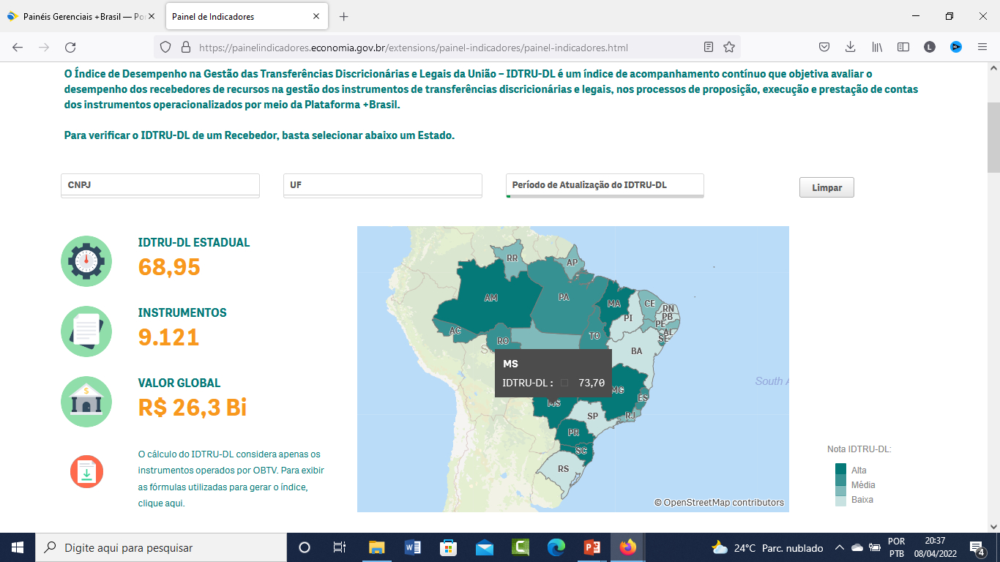 Painéis Gerenciais +Brasil — Po
Painel de Indicadores
https://painelindicadores.economia.gov.br/extensions/painel-indicadores/painel-indicadores.html
L
O Índice de Desempenho na Gestão das Transferências Discricionárias e Legais da União – IDTRU-DL é um índice de acompanhamento contínuo que objetiva avaliar o
desempenho dos recebedores de recursos na gestão dos instrumentos de transferências discricionárias e legais, nos processos de proposição, execução e prestação de contas
dos instrumentos operacionalizados por meio da Plataforma +Brasil.
Para verificar o IDTRU-DL de um Recebedor, basta selecionar abaixo um Estado.
CNPJ
UF
Período de Atualização do IDTRU-DL
Limpar
IDTRU-DL ESTADUAL
68,95
INSTRUMENTOS
9.121
VALOR GLOBAL
R$ 26,3 Bi
O cálculo do IDTRU-DL considera apenas os
instrumentos operados por OBTV. Para exibir
as fórmulas utilizadas para gerar o índice,
clique aqui.
RR
AP
AM
PA
MA
CE
RN
PB
PI
PE
AL
SE
AC
RO
TO
BA
MS
IDTRU-DL: 73,70
MG
ES
MS
SP
RJ
PR
SC
RS
South A
© OpenStreetMap contributors
Nota IDTRU-DL:
Alta
Média
Baixa
Digite aqui para pesquisar
24°C Parc. nublado
POR
PTB
20:37
08/04/2022
4